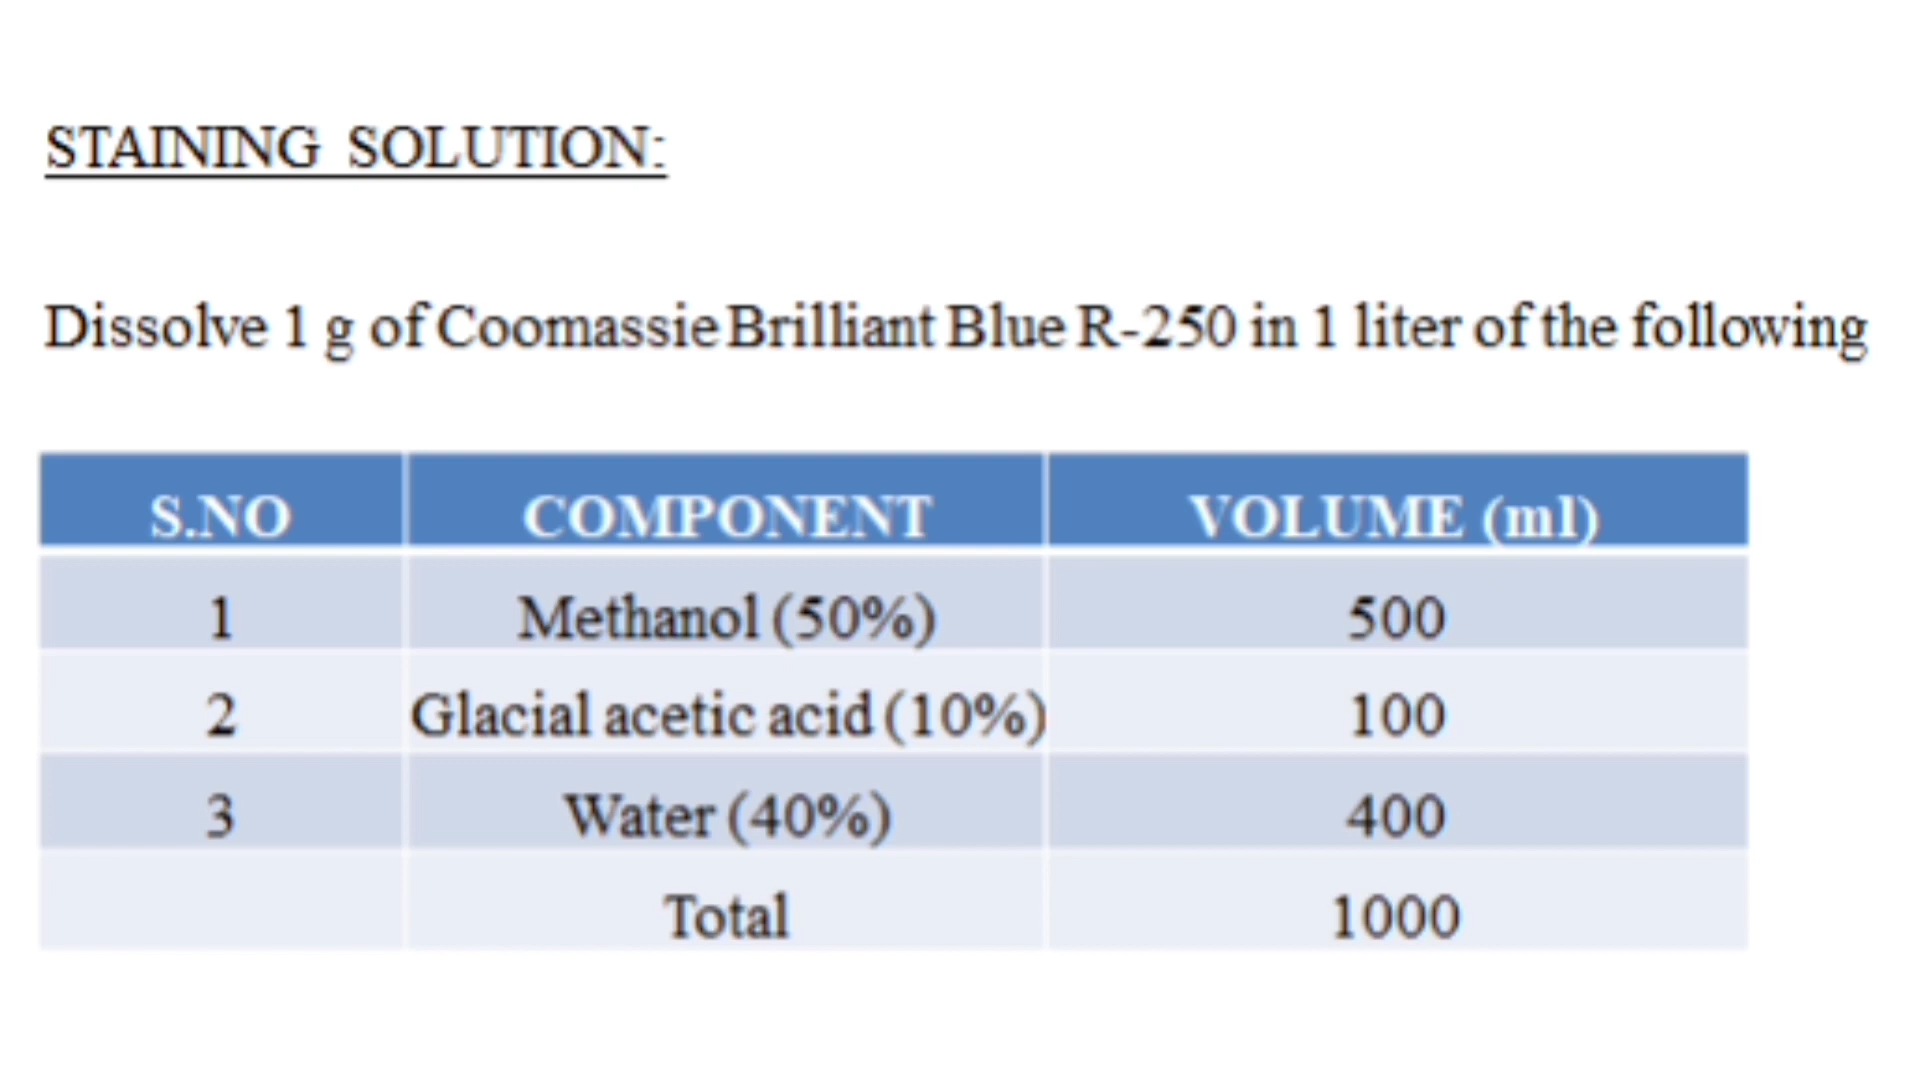 STAINING SOLUTION:
Dissolve 1 g of Coomassie Brilliant Blue R-250 in 1 liter of the following
S.NO COMPONENT VOLUME (ml)
1 Methanol (50%) 500
2 Glacial acetic acid (10%) 100
3 Water (40%) 400
Total 1000